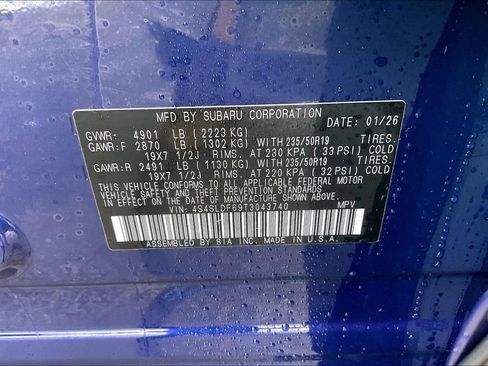 MFD BY SUBARU CORPORATION
GVWR: 4901 LB ( 2223 KG) DATE 01/26
GAWR:F 2870 LB ( 1302 KG) WITH 235/50R19 TIRES.
19X7 1/2J RIMS. AT 230 KPA ( 33 PSI) COLD
GAWR:R 2491 LB ( 1130 KG) WITH 235/50R19 TIRES.
19X7 1/2J RIMS. AT 220 KPA ( 32 PSI) COLD
THIS VEHICLE CONFORMS TO ALL APPLICABLE FEDERAL MOTOR
VEHICLE SAFETY AND THEFT PREVENTION STANDARDS IN EFFECT
ON THE DATE OF MANUFACTURE SHOWN ABOVE.
VIN: 4S4SLDF69T3043740 MPV
ASSEMBLED BY SIA INC. MADE IN U.S.A.